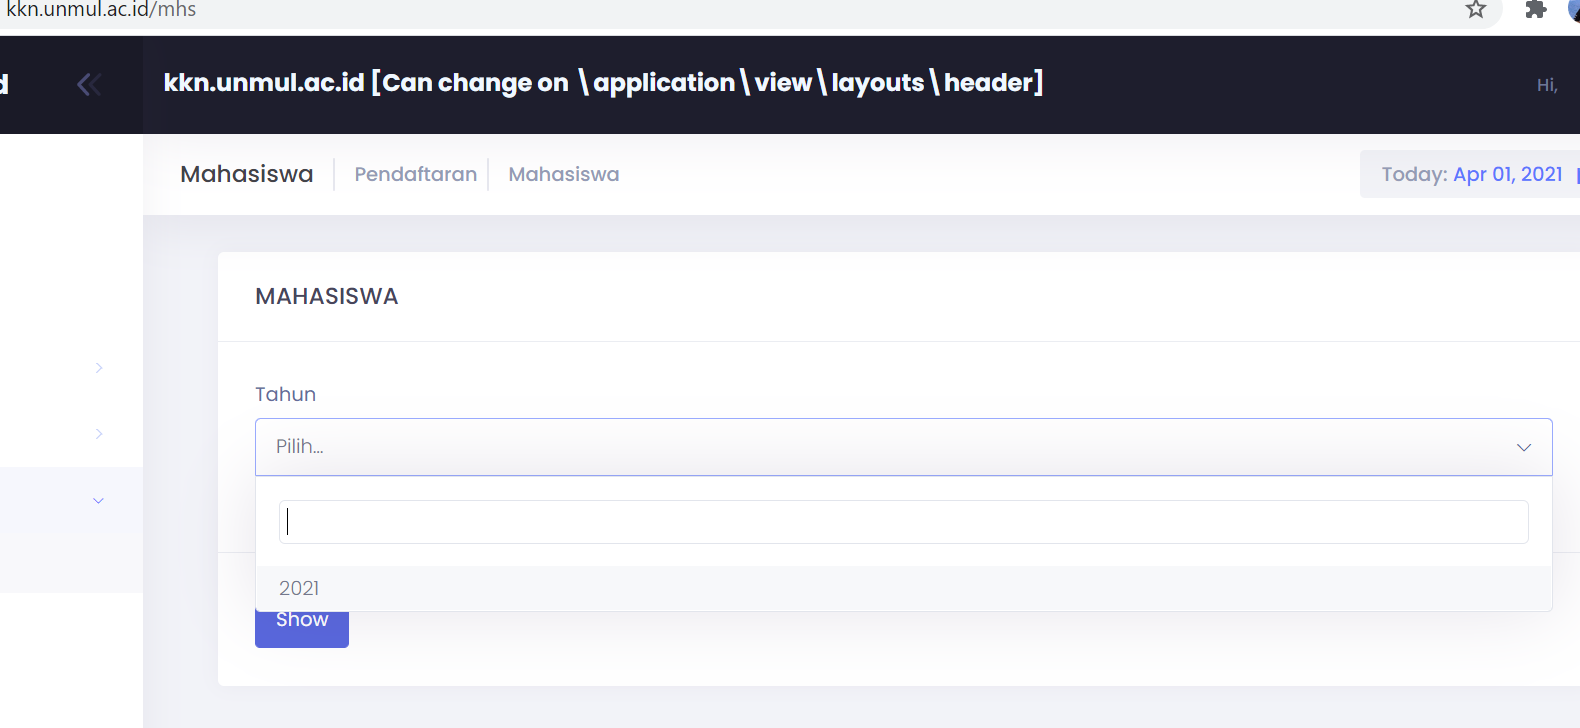 kkn.unmul.ac.id/mhs
d
kkn.unmul.ac.id [Can change on \application\view\layouts\header]
Hi,
Mahasiswa
Pendaftaran
Mahasiswa
Today: Apr 01, 2021
MAHASISWA
Tahun
Pilih...
2021
Show